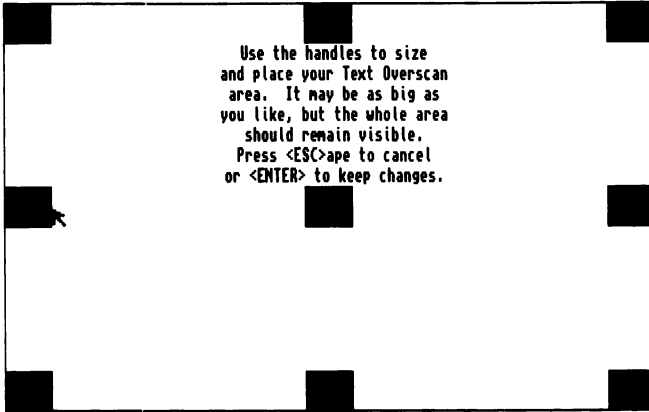 Use the handles to size
and place your Text Overscan
area. It may be as big as
you like, but the whole area
should remain visible.
Press <ESC>ape to cancel
or <ENTER> to keep changes.